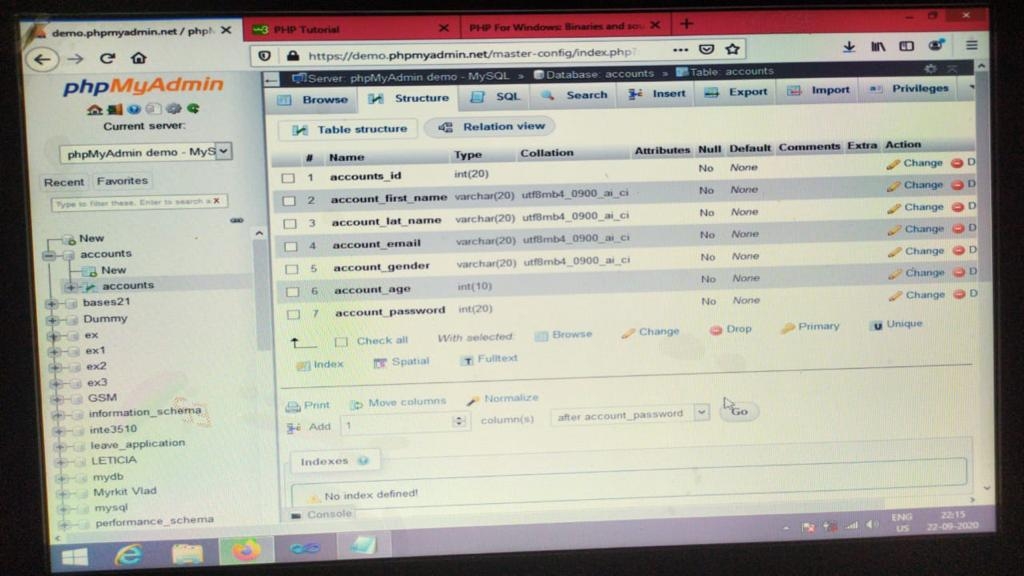 demo.phpmyadmin.net / phpM
PHP Tutorial
PHP For Windows: Binaries and sou
https://demo.phpmyadmin.net/master-config/index.php?
phpMyAdmin
Current server:
phpMyAdmin demo - MyS
Recent Favorites
Type to filter these, Enter to search a X
New
accounts
New
accounts
bases21
Dummy
ex
ex1
ex2
ex3
GSM
information_schema
inte3510
leave_application
LETICIA
mydb
Myrkit Vlad
mysql
performance_schema
Server: phpMyAdmin demo - MySQL » Database: accounts » Table: accounts
Browse Structure SQL Search Insert Export Import Privileges
Table structure Relation view
# Name Type Collation Attributes Null Default Comments Extra Action
1 accounts_id int(20) No None Change D
2 account_first_name varchar(20) utf8mb4_0900_ai_ci No None Change D
3 account_lat_name varchar(20) utf8mb4_0900_ai_ci No None Change D
4 account_email varchar(20) utf8mb4_0900_ai_ci No None Change D
5 account_gender varchar(20) utf8mb4_0900_ai_ci No None Change D
6 account_age int(10) No None Change D
7 account_password int(20) No None Change D
Check all With selected: Browse Change Drop Primary Unique
Index Spatial Fulltext
Print Move columns Normalize
Add 1 column(s) after account_password Go
Indexes
No index defined!
Console
ENG 22:15
US 22-09-2020